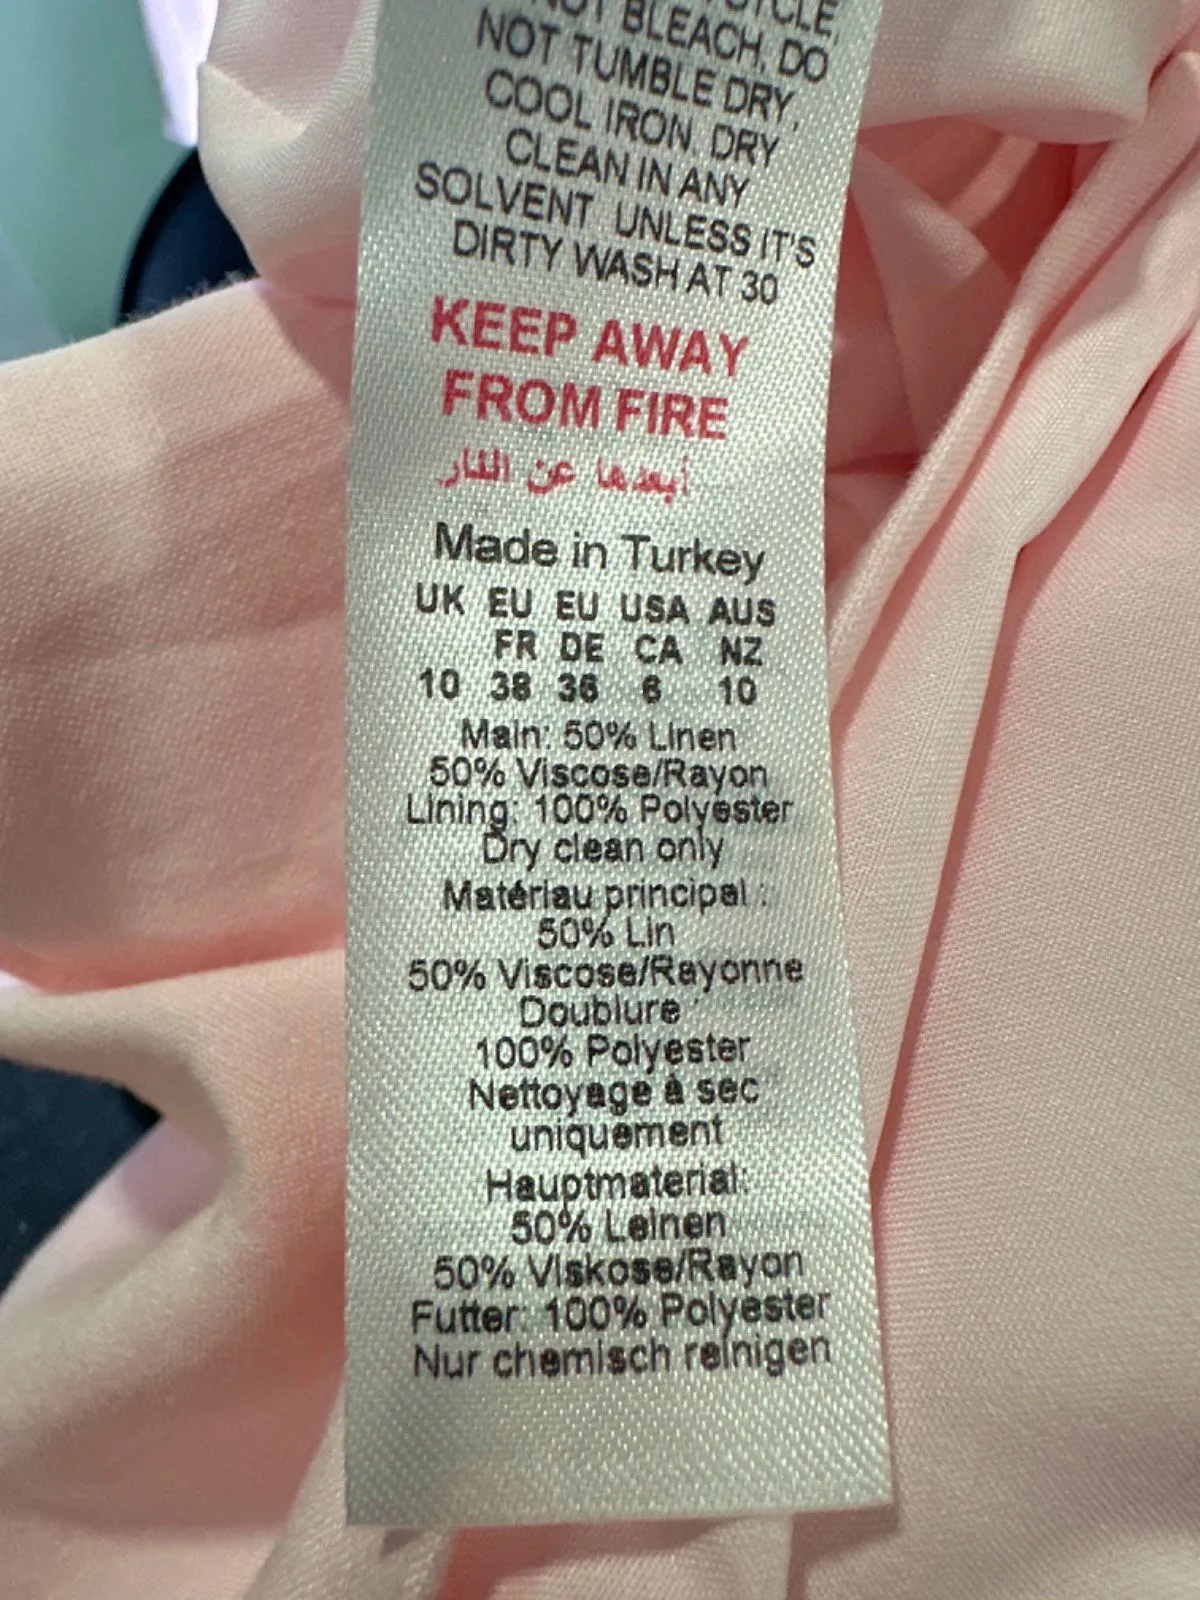 CYCLE,
NOT BLEACH, DO
NOT TUMBLE DRY,
COOL IRON, DRY
CLEAN IN ANY
SOLVENT UNLESS IT'S
DIRTY WASH AT 30
KEEP AWAY
FROM FIRE
أبعدها عن النار
Made in Turkey
UK EU EU USA AUS
FR DE CA NZ
10 38 36 6 10
Main: 50% Linen
50% Viscose/Rayon
Lining: 100% Polyester
Dry clean only
Matériau principal :
50% Lin
50% Viscose/Rayonne
Doublure
100% Polyester
Nettoyage à sec
uniquement
Hauptmaterial:
50% Leinen
50% Viskose/Rayon
Futter: 100% Polyester
Nur chemisch reinigen